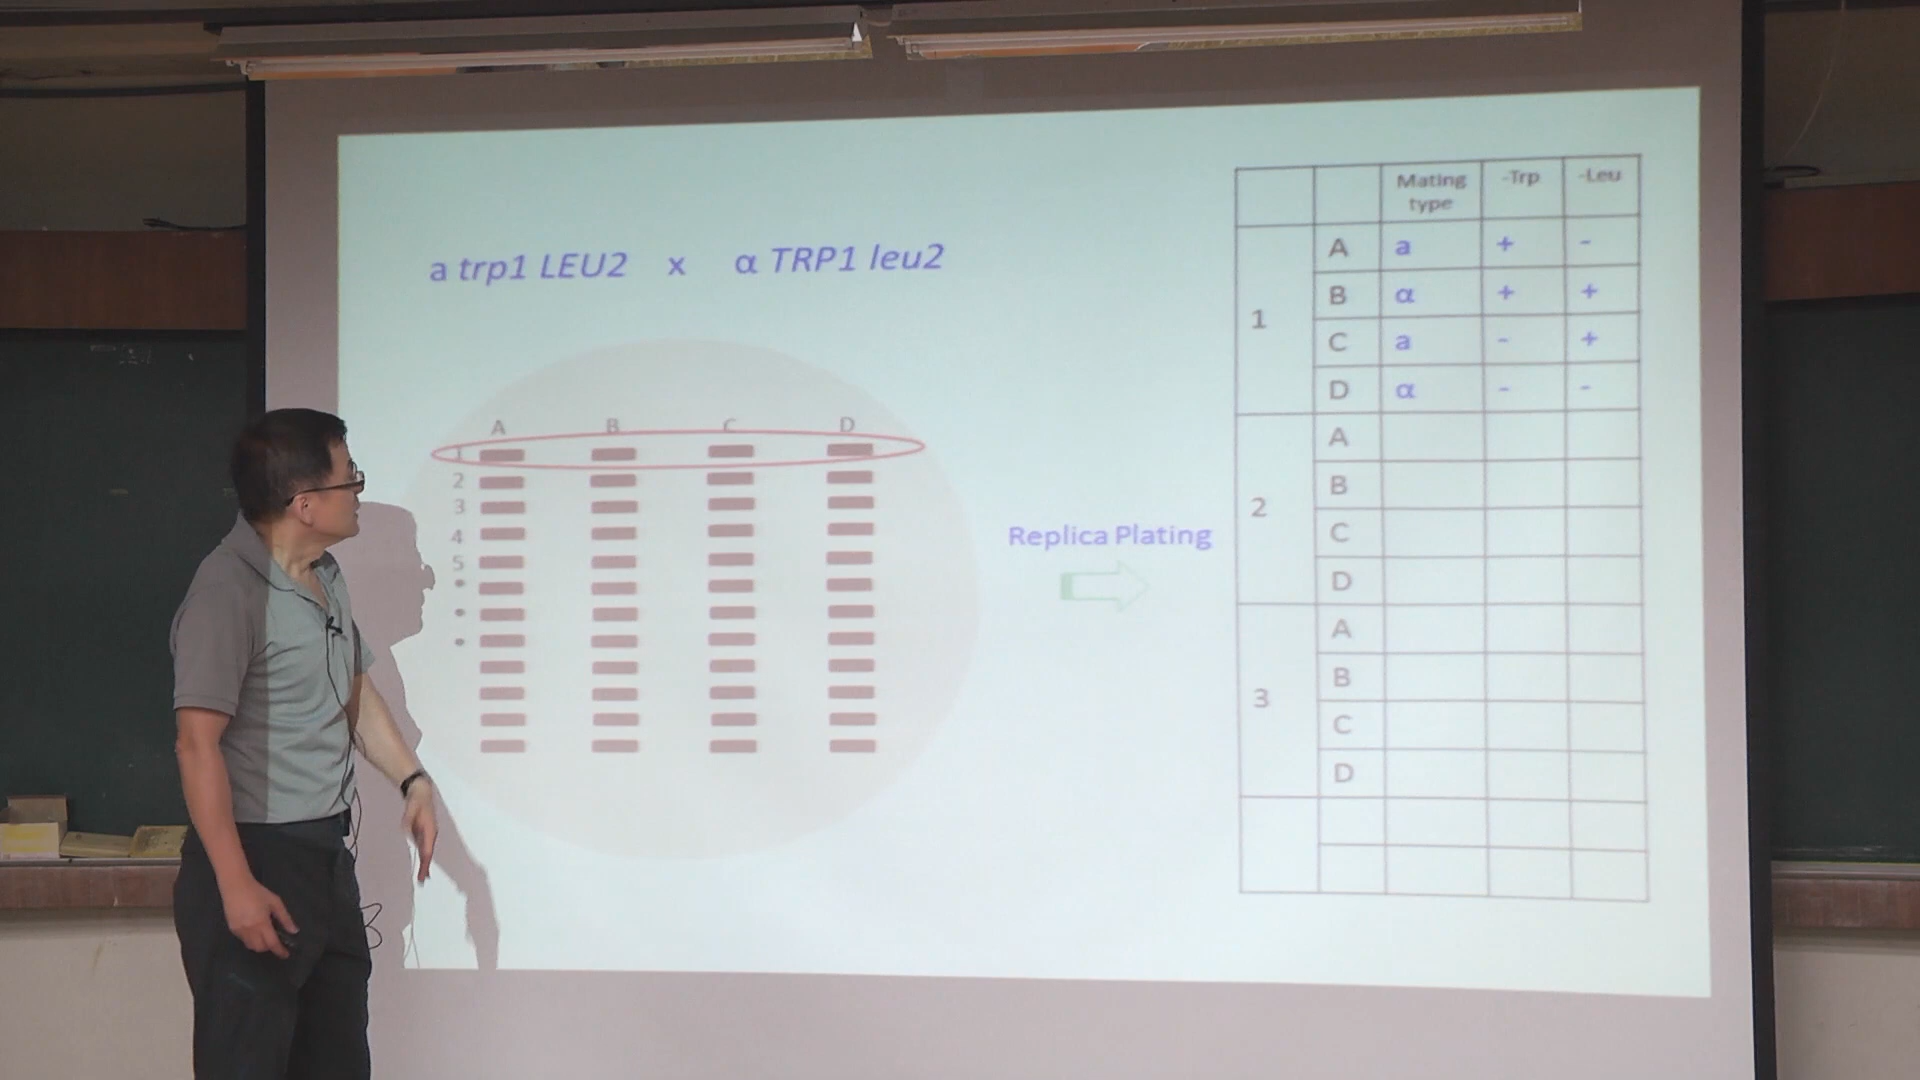 a trp1 LEU2 x α TRP1 leu2
A B C D
1
2
3
4
5
Replica Plating
Mating type -Trp -Leu
1
A a + -
B α + +
C a - +
D α - -
2
A
B
C
D
3
A
B
C
D